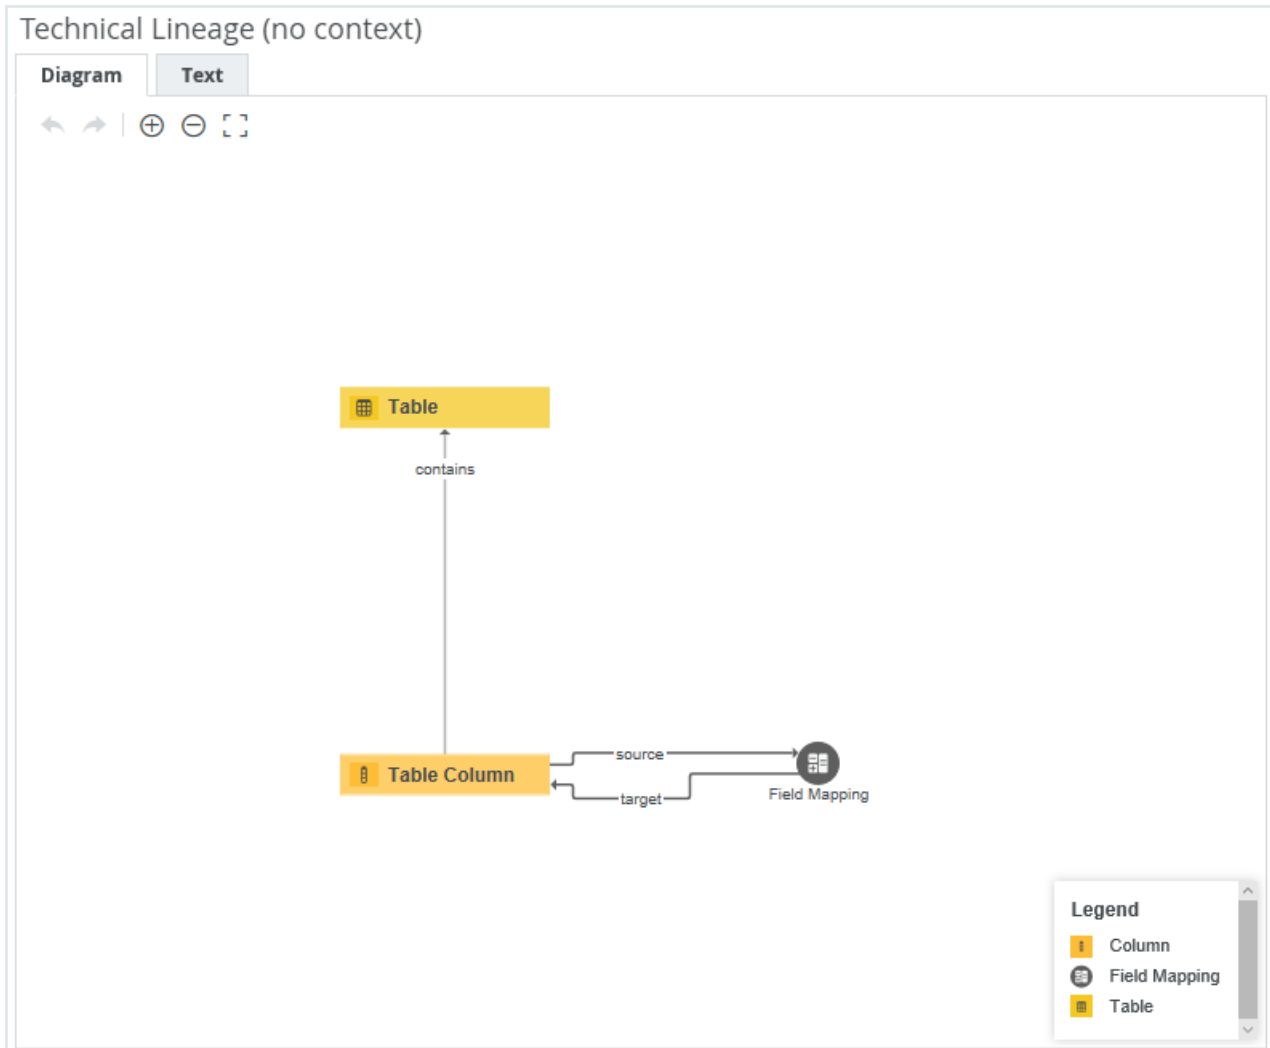 Technical Lineage (no context)
Diagram
Text
Table
contains
Table Column
source
target
Field Mapping
Legend
Column
Field Mapping
Table